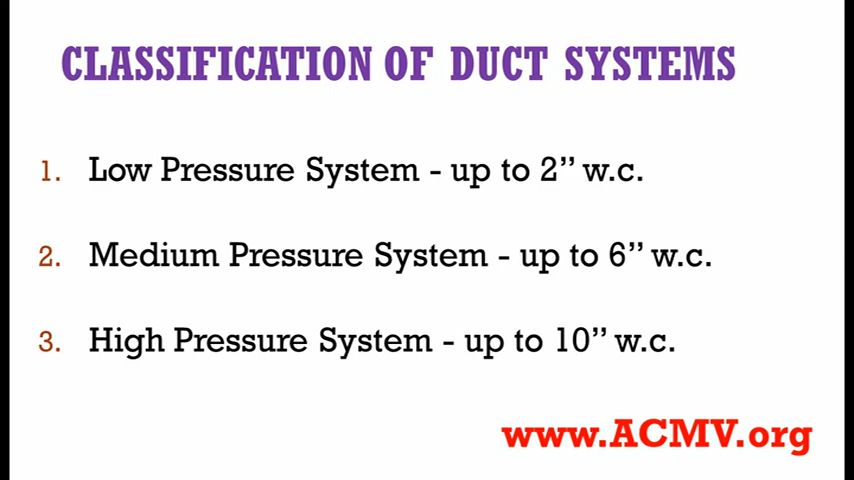 CLASSIFICATION OF DUCT SYSTEMS
1. Low Pressure System - up to 2” w.c.
2. Medium Pressure System - up to 6” w.c.
3. High Pressure System - up to 10” w.c.
www.ACMV.org